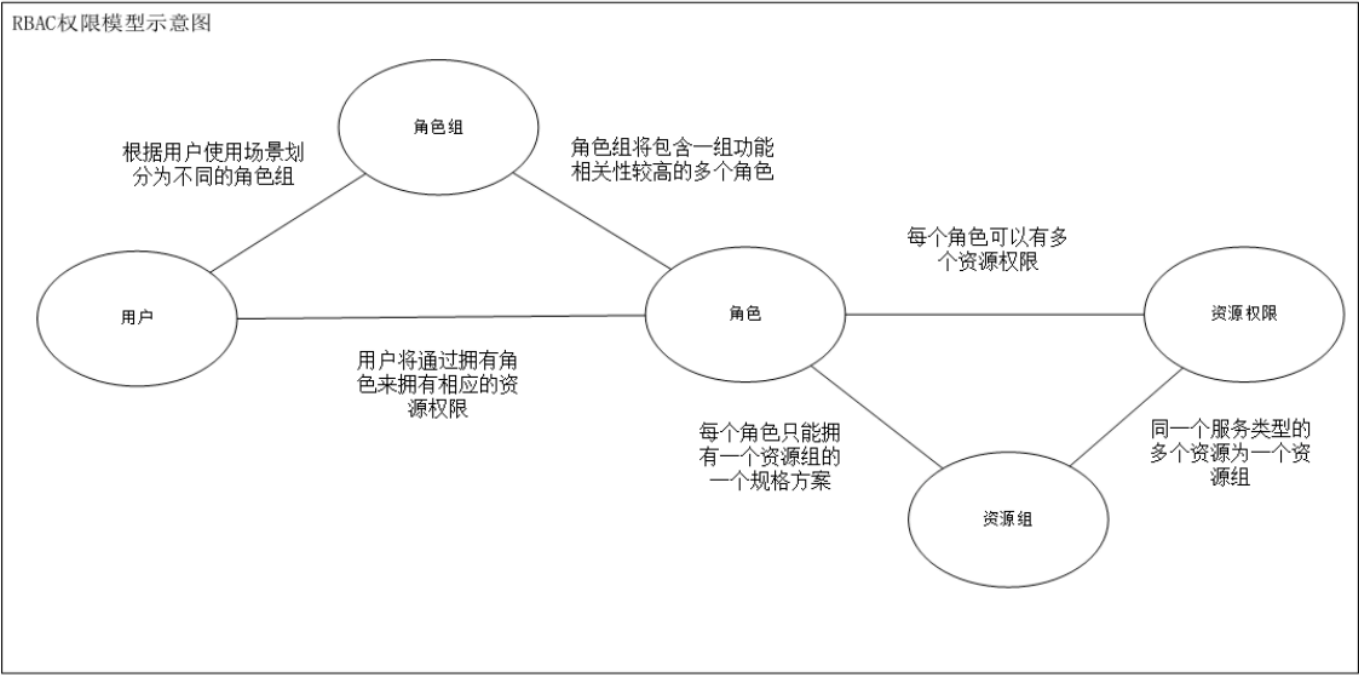 RBAC权限模型示意图
角色组
根据用户使用场景划
分为不同的角色组
角色组将包含一组功能
相关性较高的多个角色
每个角色可以有多
个资源权限
用户
角色
资源权限
用户将通过拥有角
色来拥有相应的资
源权限
每个角色只能拥
有一个资源组的
一个规格方案
同一个服务类型的
多个资源为一个资
源组
资源组